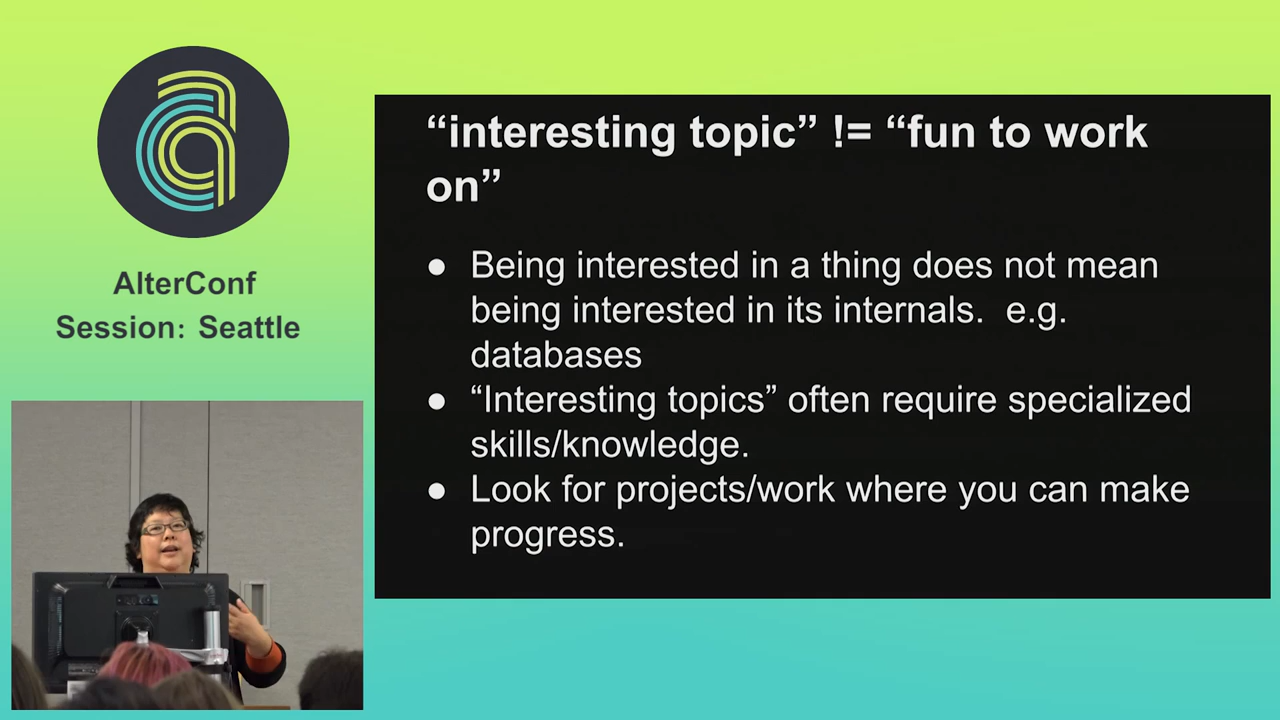 AlterConf
Session: Seattle
“interesting topic” != “fun to work
on”
● Being interested in a thing does not mean
being interested in its internals.  e.g.
databases
● “Interesting topics” often require specialized
skills/knowledge.
● Look for projects/work where you can make
progress.